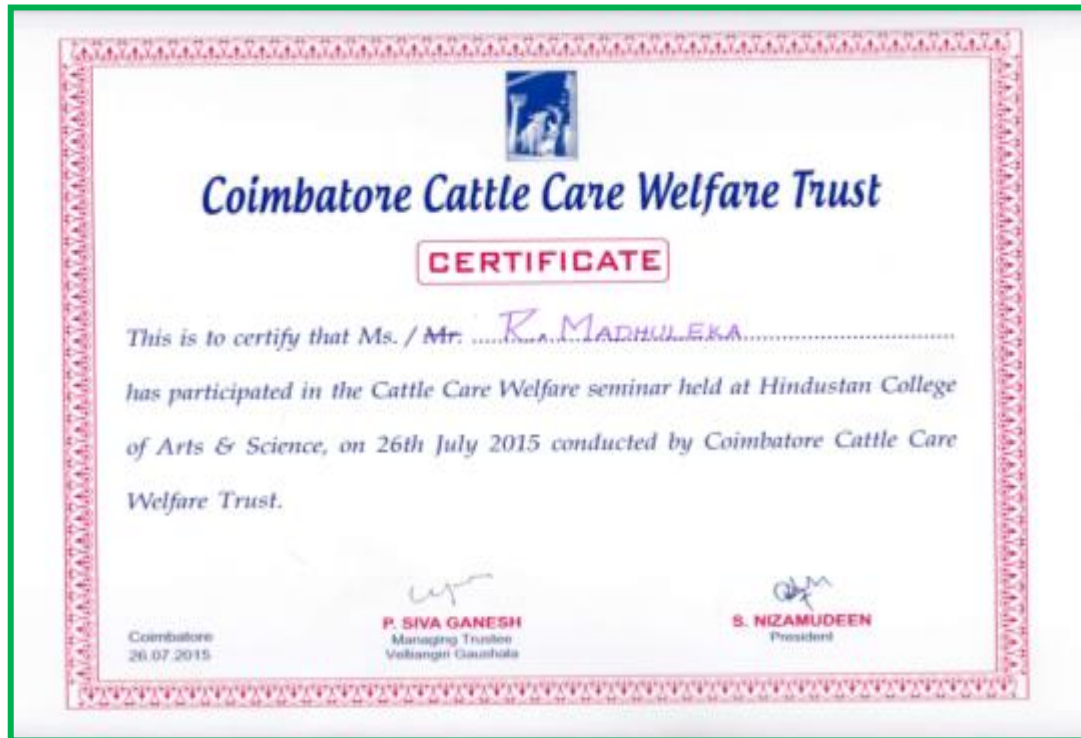 Coimbatore Cattle Care Welfare Trust
CERTIFICATE
This is to certify that Ms. / Mr. R. MADHULEKA
has participated in the Cattle Care Welfare seminar held at Hindustan College
of Arts & Science, on 26th July 2015 conducted by Coimbatore Cattle Care
Welfare Trust.
Coimbatore
26.07.2015
P. SIVA GANESH
Managing Trustee
Velliangiri Gaushala
S. NIZAMUDEEN
President